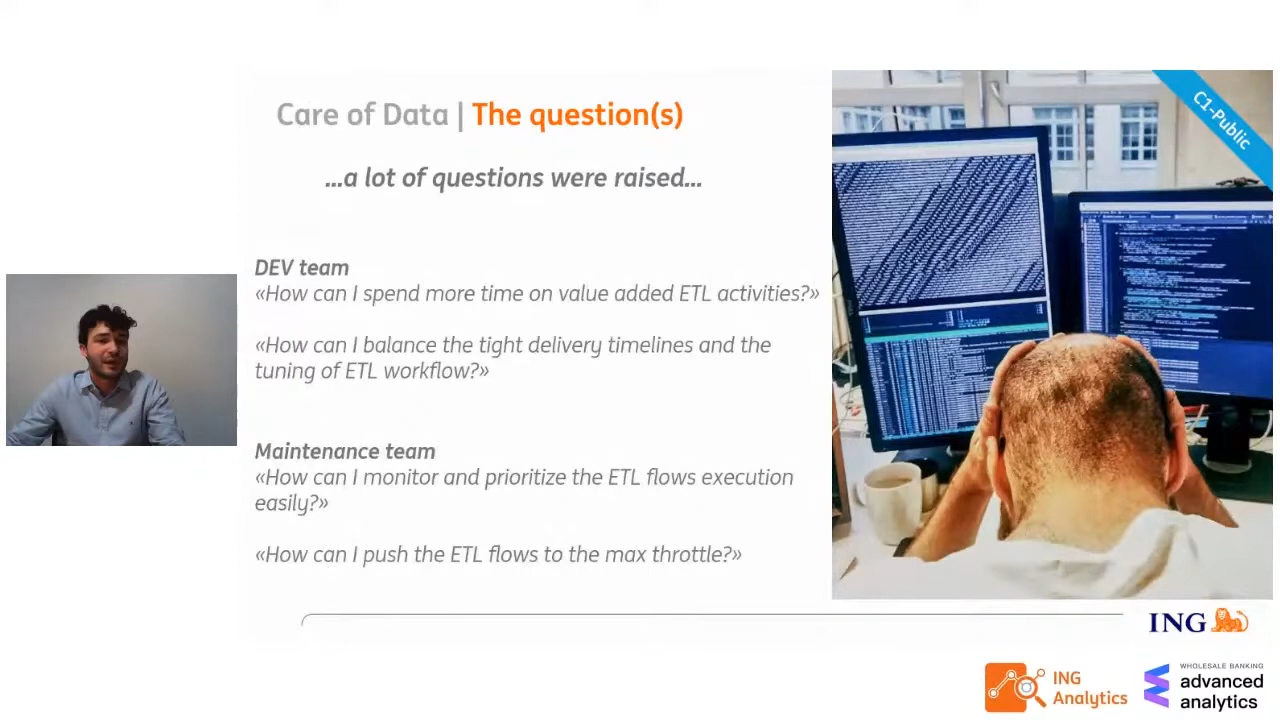 Care of Data | The question(s)
...a lot of questions were raised...
C1-Public
DEV team
«How can I spend more time on value added ETL activities?»
«How can I balance the tight delivery timelines and the
tuning of ETL workflow?»
Maintenance team
«How can I monitor and prioritize the ETL flows execution
easily?»
«How can I push the ETL flows to the max throttle?»
ING
ING
Analytics
WHOLESALE BANKING
advanced
analytics